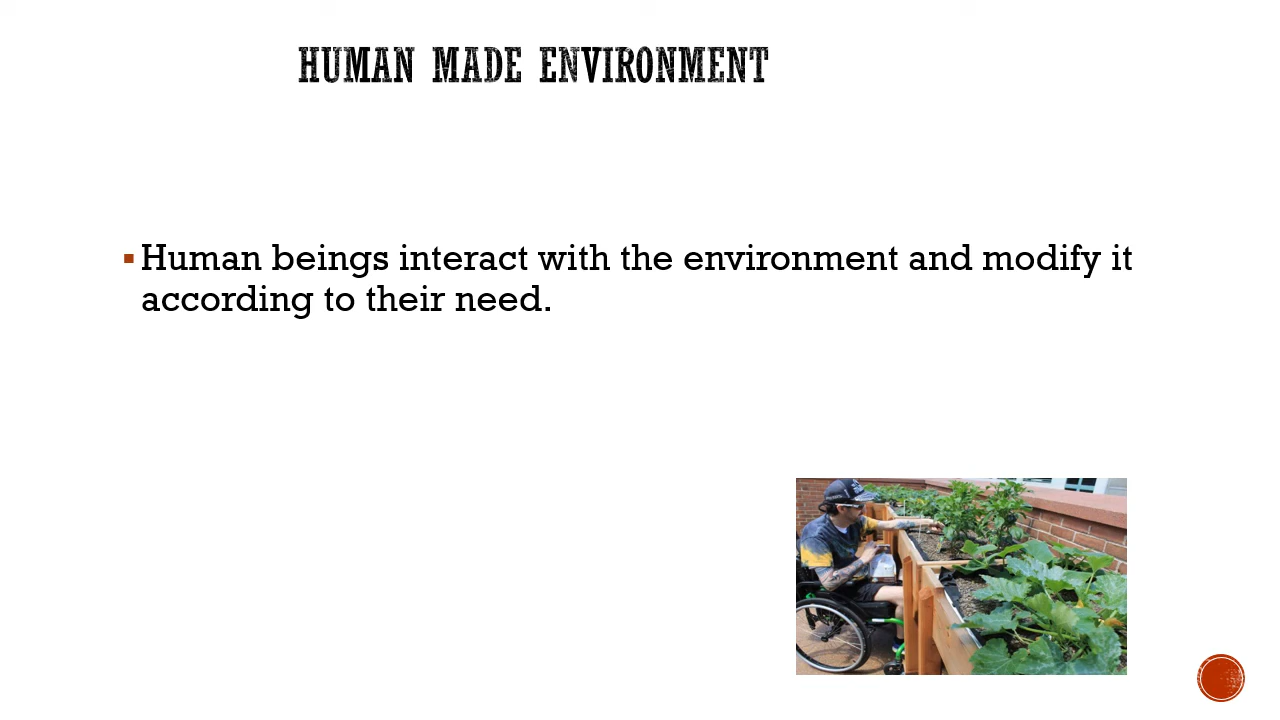 HUMAN MADE ENVIRONMENT
Human beings interact with the environment and modify it
according to their need.